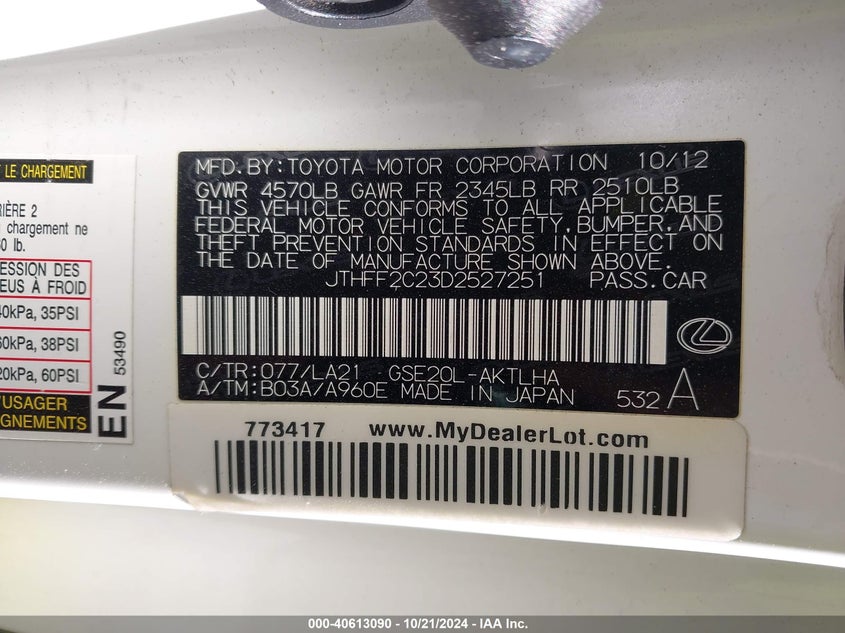 T LE CHARGEMENT
RIÈRE 2
chargement ne
0 lb.
ESSION DES
EUS À FROID
40kPa, 35PSI
60kPa, 38PSI
20kPa, 60PSI
'USAGER
GNEMENTS
53490
EN
MFD.BY:TOYOTA MOTOR CORPORATION 10/12
GVWR 4570LB GAWR FR 2345LB RR 2510LB
THIS VEHICLE CONFORMS TO ALL APPLICABLE
FEDERAL MOTOR VEHICLE SAFETY,BUMPER,AND
THEFT PREVENTION STANDARDS IN EFFECT ON
THE DATE OF MANUFACTURE SHOWN ABOVE.
JTHFF2C23D2527251 PASS.CAR
C/TR:077/LA21 GSE20L-AKTLHA
A/TM:B03A/A960E MADE IN JAPAN 532A
773417 www.MyDealerLot.com
000-40613090 - 10/21/2024 - IAA Inc.